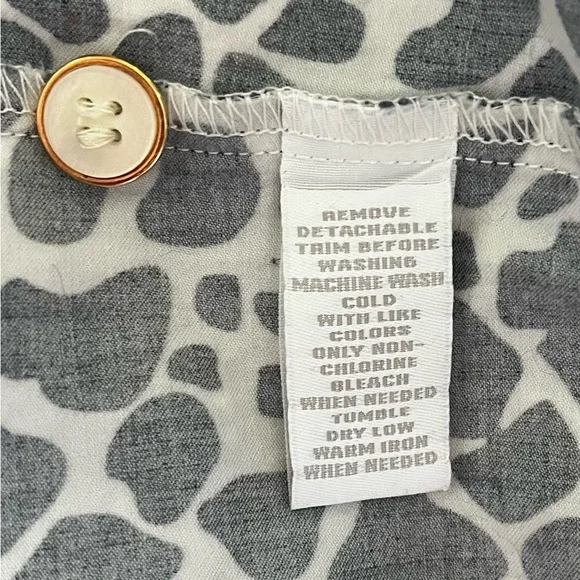 REMOVE
DETACHABLE
TRIM BEFORE
WASHING
MACHINE WASH
COLD
WITH LIKE
COLORS
ONLY NON-
CHLORINE
BLEACH
WHEN NEEDED
TUMBLE
DRY LOW
WARM IRON
WHEN NEEDED